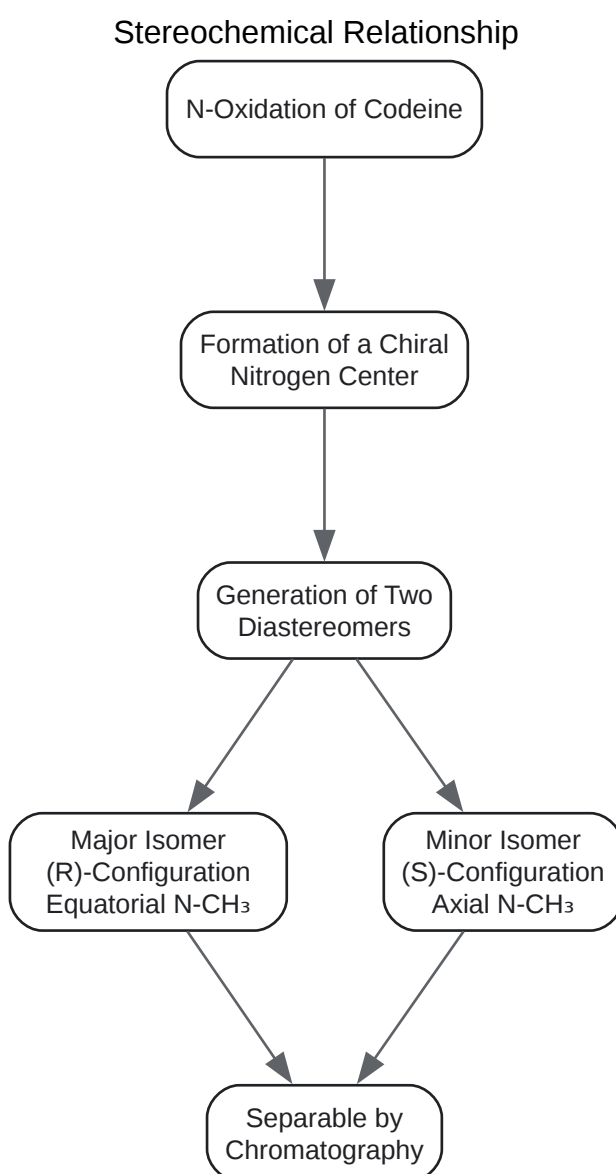 Stereochemical Relationship
N-Oxidation of Codeine
Formation of a Chiral
Nitrogen Center
Generation of Two
Diastereomers
Major Isomer
(R)-Configuration
Equatorial N-CH₃
Minor Isomer
(S)-Configuration
Axial N-CH₃
Separable by
Chromatography